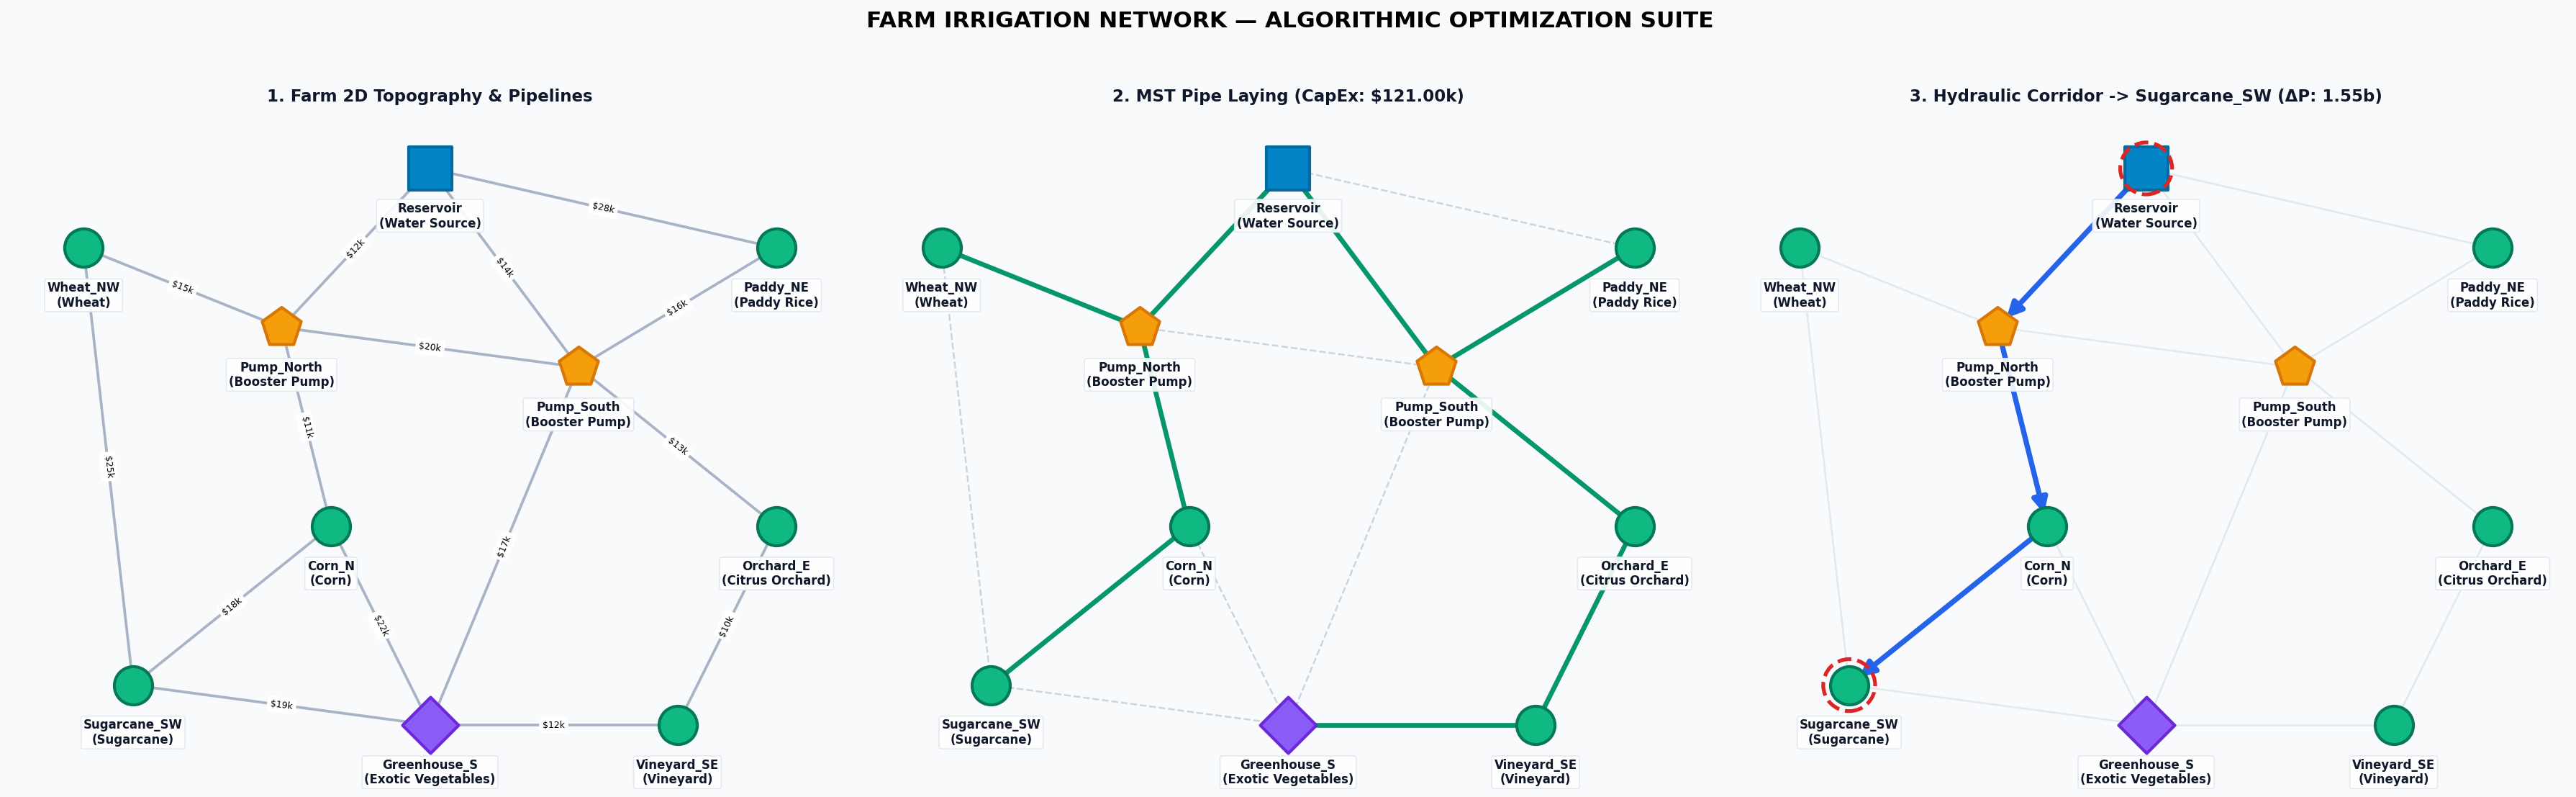 FARM IRRIGATION NETWORK — ALGORITHMIC OPTIMIZATION SUITE
1. Farm 2D Topography & Pipelines
Reservoir
(Water Source)
$28k
$12k
$14k
Wheat_NW
(Wheat)
$15k
Paddy_NE
(Paddy Rice)
$16k
$20k
Pump_North
(Booster Pump)
Pump_South
(Booster Pump)
$11k
$13k
$25k
$17k
Corn_N
(Corn)
Orchard_E
(Citrus Orchard)
$18k
$22k
$10k
$19k
$12k
Sugarcane_SW
(Sugarcane)
Greenhouse_S
(Exotic Vegetables)
Vineyard_SE
(Vineyard)
2. MST Pipe Laying (CapEx: $121.00k)
Reservoir
(Water Source)
Wheat_NW
(Wheat)
Paddy_NE
(Paddy Rice)
Pump_North
(Booster Pump)
Pump_South
(Booster Pump)
Corn_N
(Corn)
Orchard_E
(Citrus Orchard)
Sugarcane_SW
(Sugarcane)
Greenhouse_S
(Exotic Vegetables)
Vineyard_SE
(Vineyard)
3. Hydraulic Corridor -> Sugarcane_SW (ΔP: 1.55b)
Reservoir
(Water Source)
Wheat_NW
(Wheat)
Paddy_NE
(Paddy Rice)
Pump_North
(Booster Pump)
Pump_South
(Booster Pump)
Corn_N
(Corn)
Orchard_E
(Citrus Orchard)
Sugarcane_SW
(Sugarcane)
Greenhouse_S
(Exotic Vegetables)
Vineyard_SE
(Vineyard)